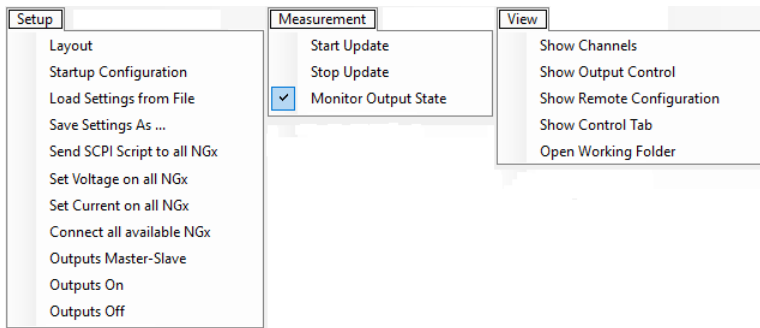 Setup
Layout
Startup Configuration
Load Settings from File
Save Settings As ...
Send SCPI Script to all NGx
Set Voltage on all NGx
Set Current on all NGx
Connect all available NGx
Outputs Master-Slave
Outputs On
Outputs Off
Measurement
Start Update
Stop Update
Monitor Output State
View
Show Channels
Show Output Control
Show Remote Configuration
Show Control Tab
Open Working Folder